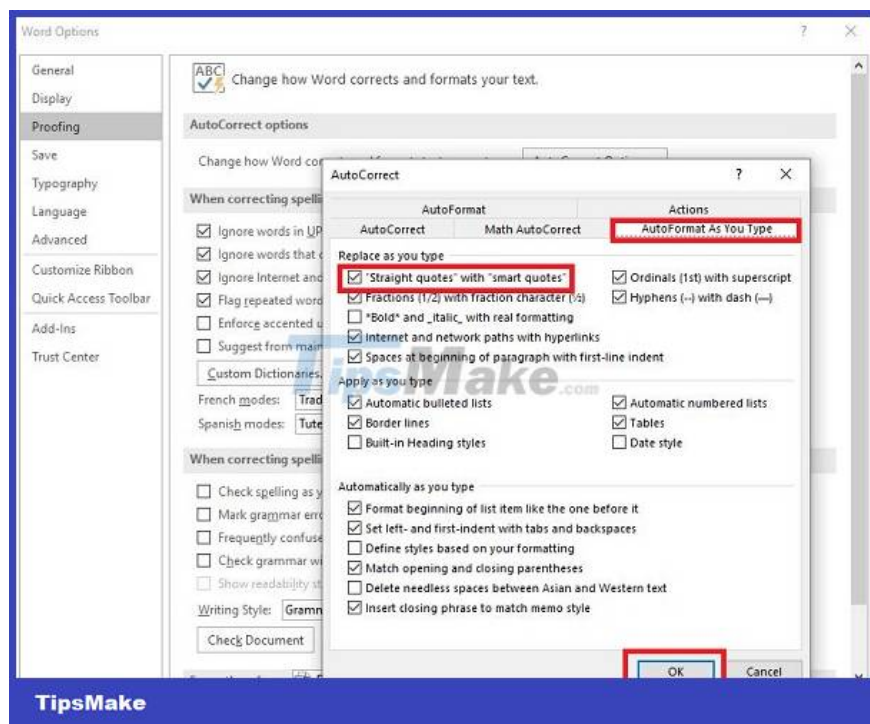 Word Options
?
General
Display
Proofing
Save
Typography
Language
Advanced
Customize Ribbon
Quick Access Toolbar
Add-Ins
Trust Center
ABC
Change how Word corrects and formats your text.
AutoCorrect options
Change how Word
When correcting
Ignore words in UP
Ignore words that
Ignore Internet and
Flag repeated word
Enforce accented
Suggest from main
Custom Dictionaries
French modes: Trad
Spanish modes: Tute
When correcting
Check spelling as
Mark grammar
Frequently confuse
Check grammar
Show readability
Writing Style: Gramm
Check Document
AutoCorrect
?
AutoFormat Actions
AutoCorrect Math AutoCorrect AutoFormat As You Type
Replace as you type
"Straight quotes" with "smart quotes" Ordinals (1st) with superscript
Fractions (1/2) with fraction character (½) Hyphens (--) with dash (—)
*Bold* and _italic_ with real formatting
Internet and network paths with hyperlinks
Spaces at beginning of paragraph with first-line indent
Apply as you type
Automatic bulleted lists Automatic numbered lists
Border lines Tables
Built-in Heading styles Date style
Automatically as you type
Format beginning of list item like the one before it
Set left- and first-indent with tabs and backspaces
Define styles based on your formatting
Match opening and closing parentheses
Delete needless spaces between Asian and Western text
Insert closing phrase to match memo style
OK Cancel
TipsMake.com
TipsMake